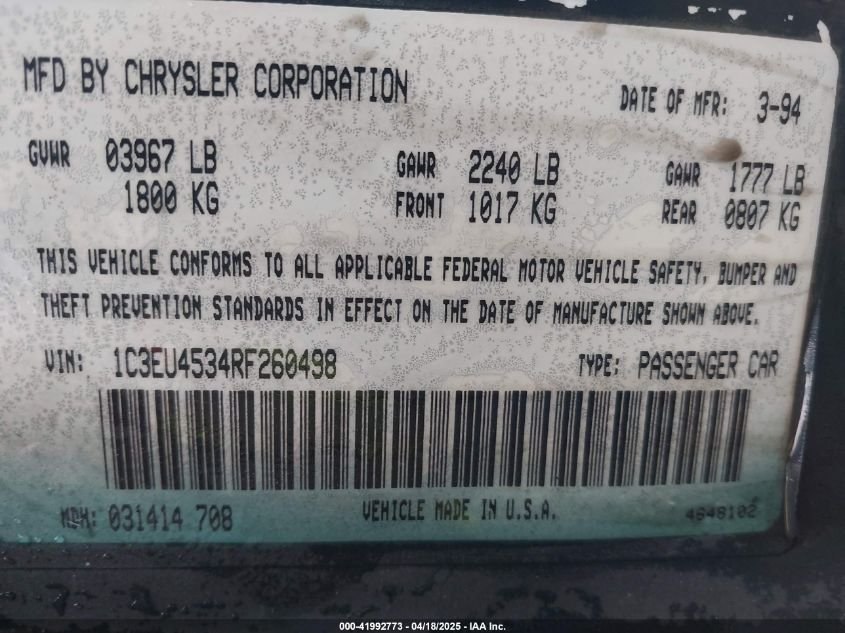 MFD BY CHRYSLER CORPORATION DATE OF MFR: 3-94
GVWR 03967 LB GAWR 2240 LB GAWR 1777 LB
1800 KG FRONT 1017 KG REAR 0807 KG
THIS VEHICLE CONFORMS TO ALL APPLICABLE FEDERAL MOTOR VEHICLE SAFETY, BUMPER AND
THEFT PREVENTION STANDARDS IN EFFECT ON THE DATE OF MANUFACTURE SHOWN ABOVE.
VIN: 1C3EU4534RF260498 TYPE: PASSENGER CAR
MDH: 031414 708 VEHICLE MADE IN U.S.A. 4648102
000-41992773 - 04/18/2025 - IAA Inc.